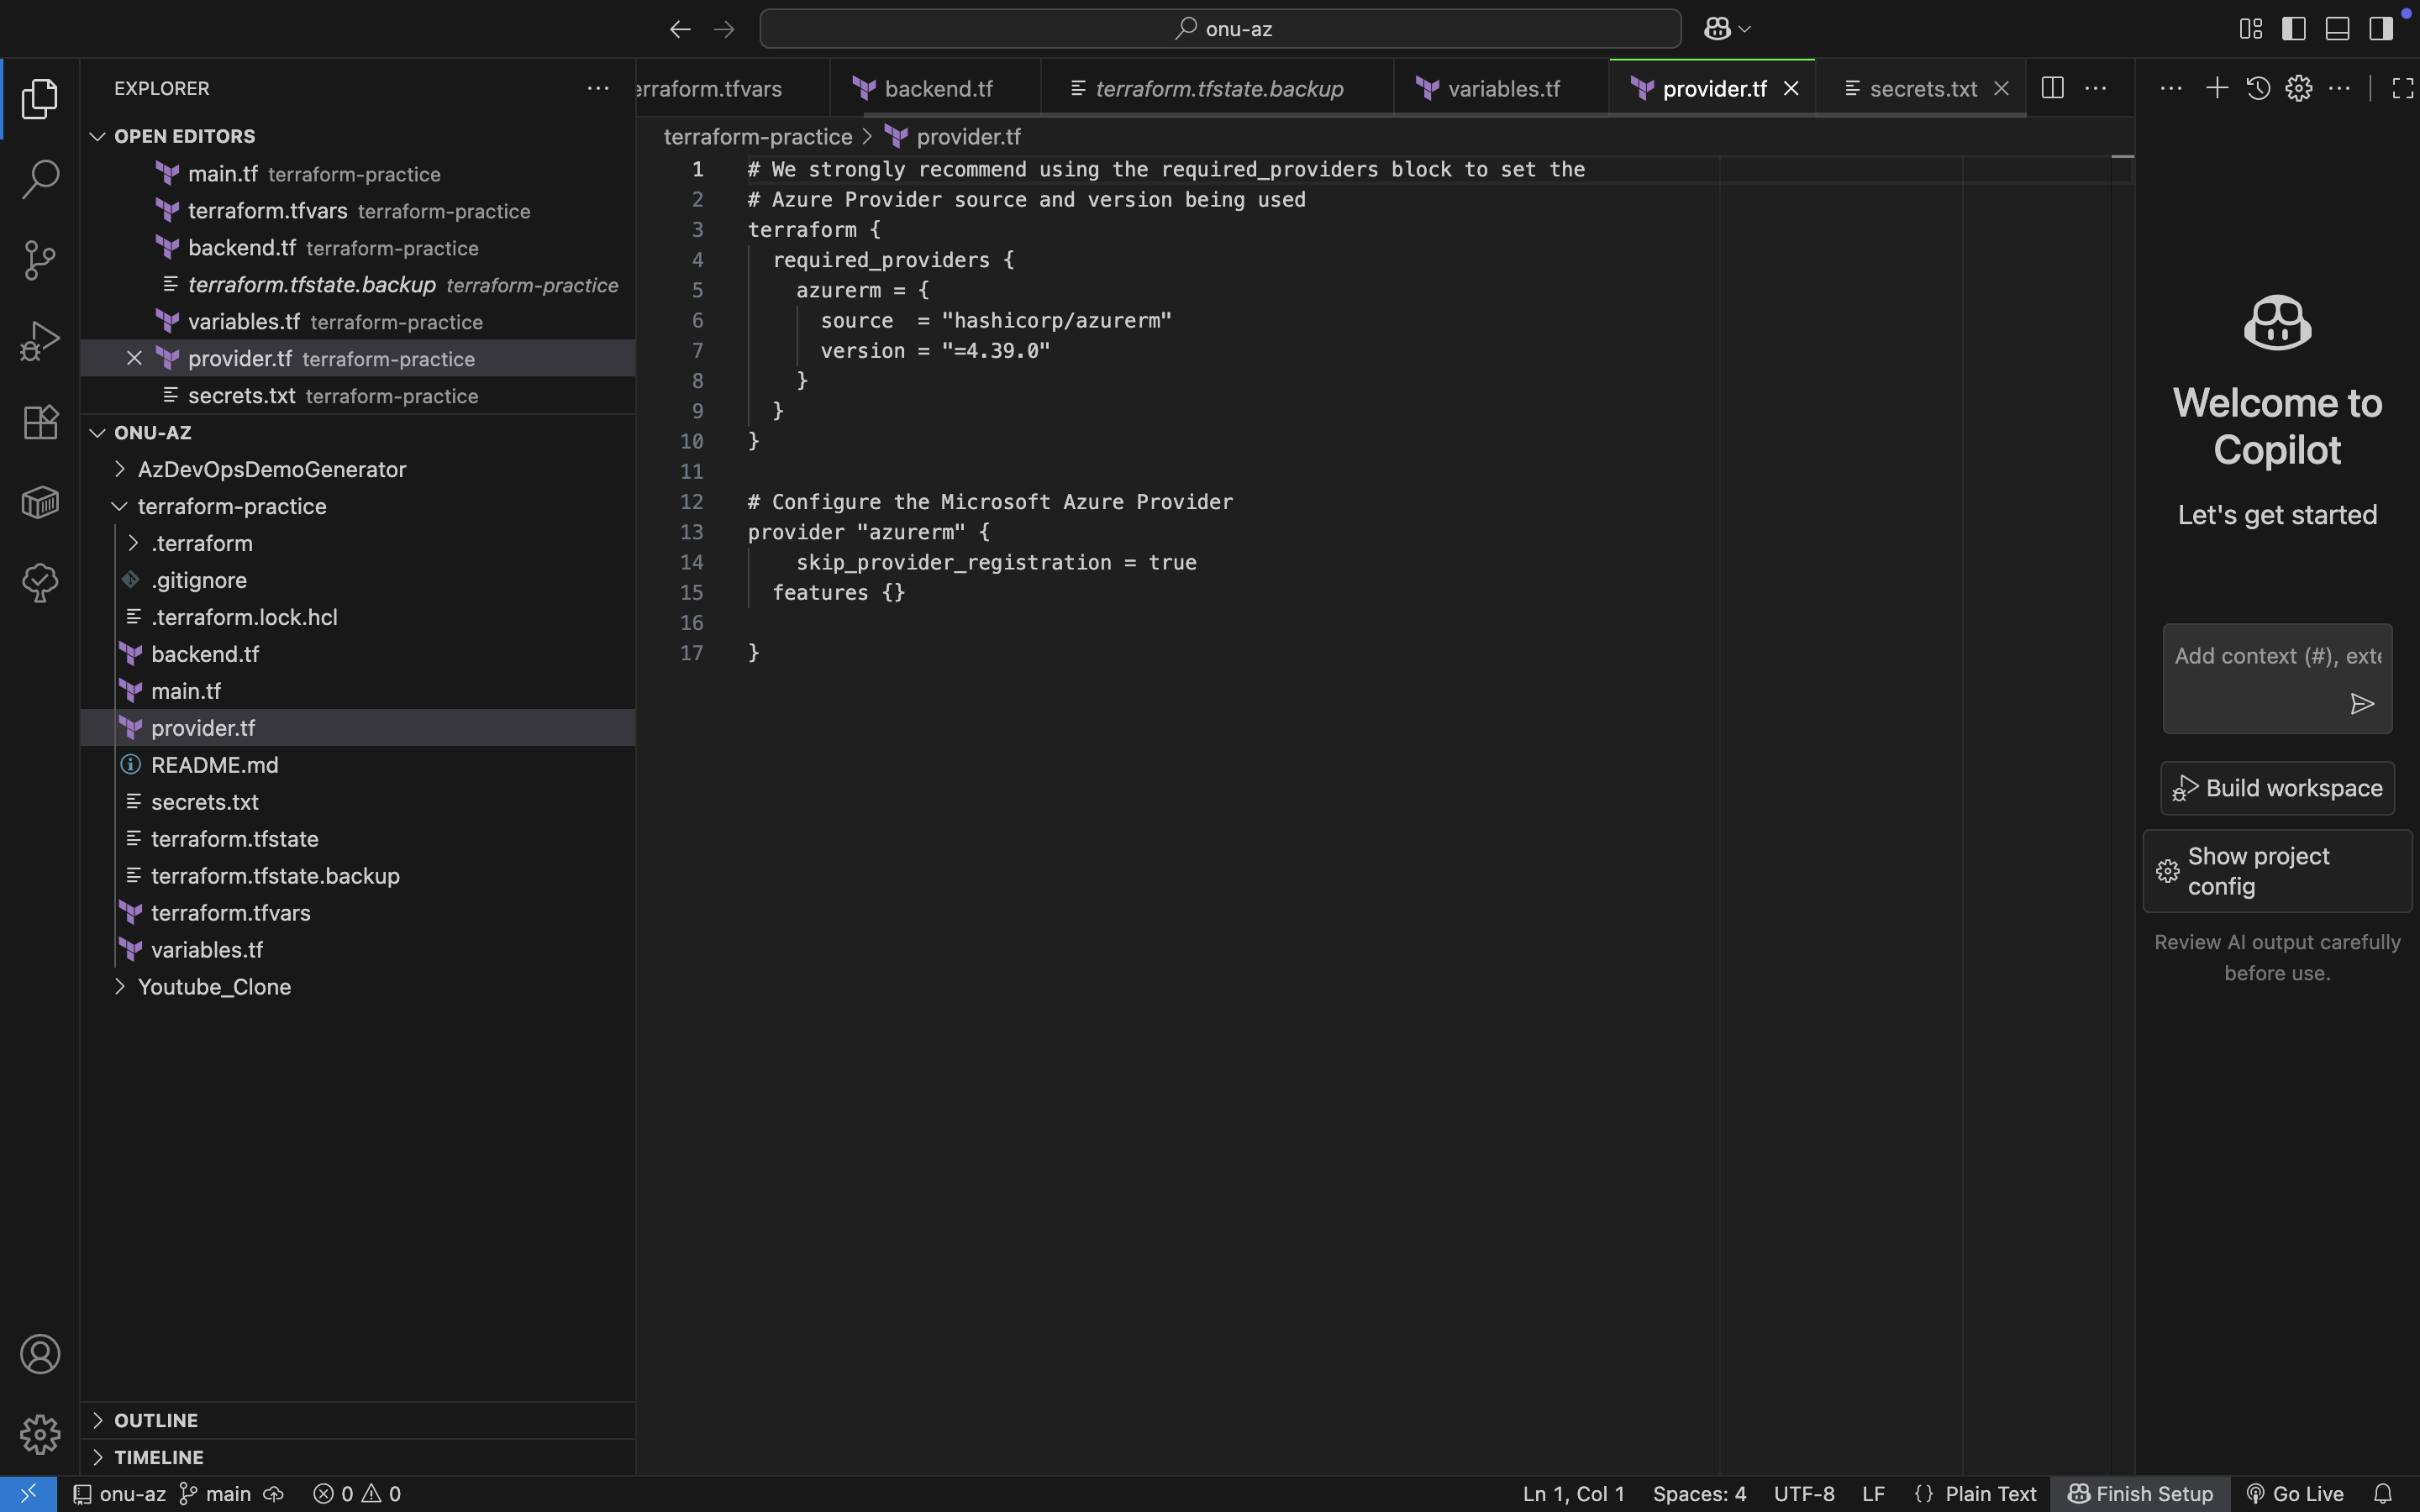 onu-az
EXPLORER
OPEN EDITORS
main.tf terraform-practice
terraform.tfvars terraform-practice
backend.tf terraform-practice
terraform.tfstate.backup terraform-practice
variables.tf terraform-practice
provider.tf terraform-practice
secrets.txt terraform-practice
ONU-AZ
AzDevOpsDemoGenerator
terraform-practice
.terraform
.gitignore
.terraform.lock.hcl
backend.tf
main.tf
provider.tf
README.md
secrets.txt
terraform.tfstate
terraform.tfstate.backup
terraform.tfvars
variables.tf
Youtube_Clone
OUTLINE
TIMELINE
erraform.tfvars backend.tf terraform.tfstate.backup variables.tf provider.tf secrets.txt
terraform-practice > provider.tf
1 # We strongly recommend using the required_providers block to set the
2 # Azure Provider source and version being used
3 terraform {
4 required_providers {
5 azurerm = {
6 source  = "hashicorp/azurerm"
7 version = "=4.39.0"
8 }
9 }
10 }
11
12 # Configure the Microsoft Azure Provider
13 provider "azurerm" {
14 skip_provider_registration = true
15 features {}
16
17 }
Welcome to
Copilot
Let's get started
Add context (#), exte
Build workspace
Show project
config
Review AI output carefully
before use.
onu-az main 0 0 Ln 1, Col 1 Spaces: 4 UTF-8 LF {} Plain Text Finish Setup Go Live